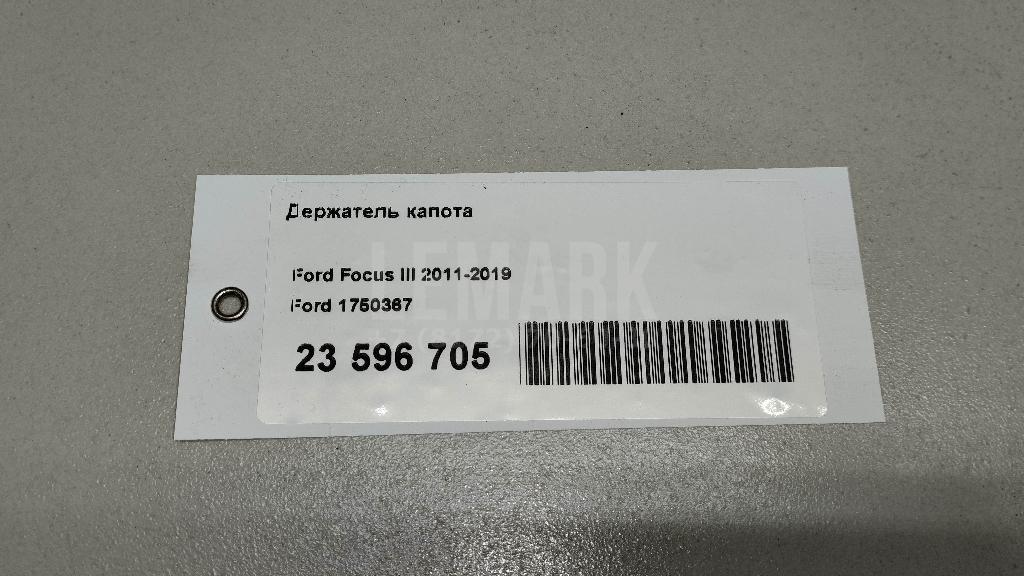 Держатель капота
LEMARK
Ford Focus III 2011-2019
Ford 1750367
23 596 705